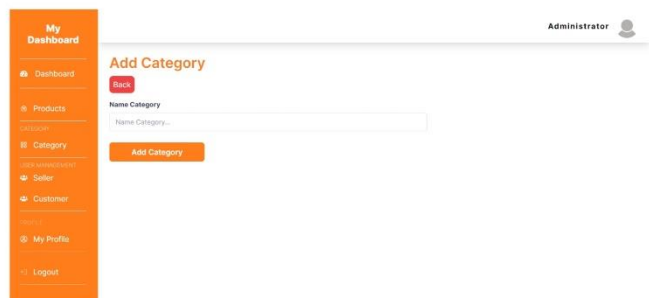 My
Dashboard
Administrator
Dashboard
Products
CATEGORY
Category
USER MANAGEMENT
Seller
Customer
PROFILE
My Profile
Logout
Add Category
Back
Name Category
Name Category...
Add Category